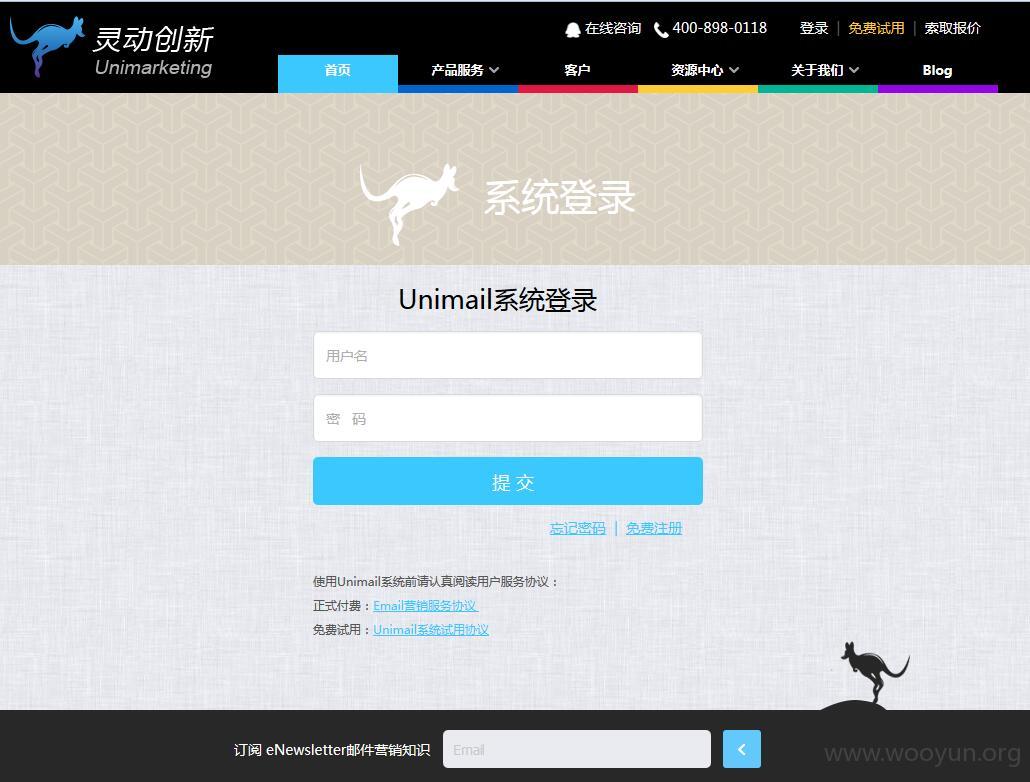 灵动创新
Unimarketing
在线咨询 400-898-0118 登录 | 免费试用 | 索取报价
首页 产品服务 客户 资源中心 关于我们 Blog
系统登录
Unimail系统登录
用户名
密 码
提 交
忘记密码 | 免费注册
使用Unimail系统前请认真阅读用户服务协议：
正式付费：Email营销服务协议
免费试用：Unimail系统试用协议
订阅 eNewsletter邮件营销知识 Email
www.wooyun.org